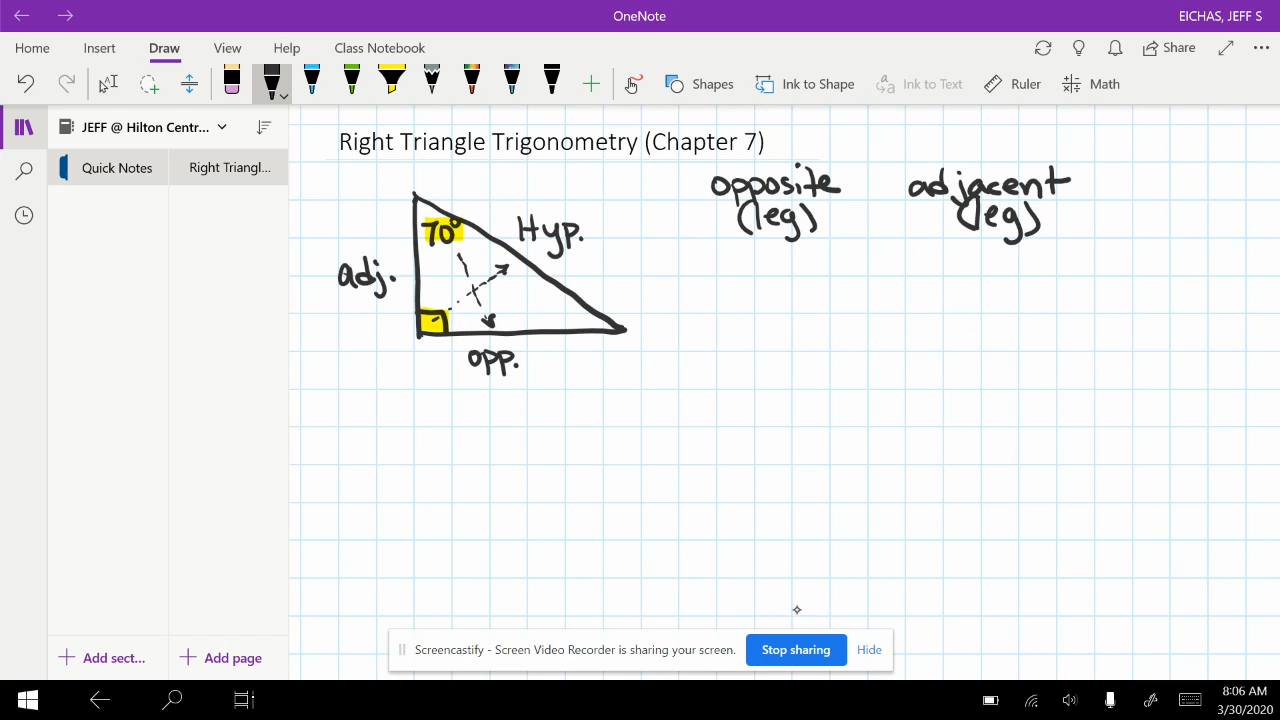 OneNote
EICHAS, JEFF S
Home Insert Draw View Help Class Notebook
Share
Shapes Ink to Shape Ink to Text Ruler Math
JEFF @ Hilton Centr...
Quick Notes
Right Triangl...
Right Triangle Trigonometry (Chapter 7)
opposite
(leg)
adjacent
(leg)
70°
Hyp.
adj.
opp.
Screencastify - Screen Video Recorder is sharing your screen.
Stop sharing
Hide
Add sect...
Add page
8:06 AM
3/30/2020